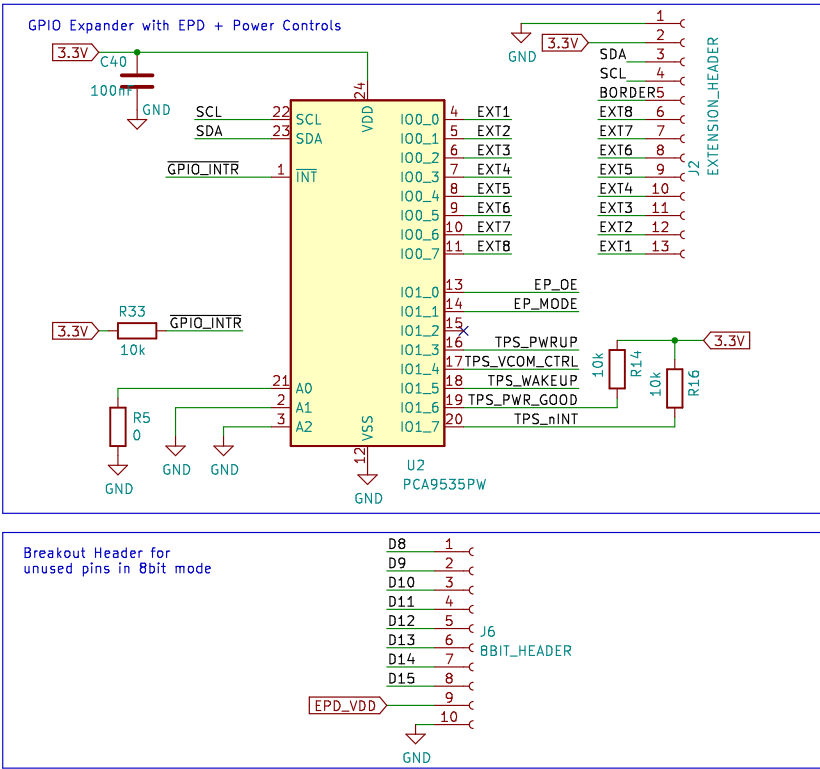 GPIO Expander with EPD + Power Controls
3.3V
C40
100nF
GND
SCL
SDA
GPIO_INTR
22
SCL
23
SDA
1
INT
24
VDD
IO0_0 4 EXT1
IO0_1 5 EXT2
IO0_2 6 EXT3
IO0_3 7 EXT4
IO0_4 8 EXT5
IO0_5 9 EXT6
IO0_6 10 EXT7
IO0_7 11 EXT8
IO1_0 13 EP_OE
IO1_1 14 EP_MODE
IO1_2 15
IO1_3 16 TPS_PWRUP
IO1_4 17 TPS_VCOM_CTRL
IO1_5 18 TPS_WAKEUP
IO1_6 19 TPS_PWR_GOOD
IO1_7 20 TPS_nINT
GND
3.3V
1
2
SDA 3
SCL 4
BORDER 5
EXT8 6
EXT7 7
EXT6 8
EXT5 9
EXT4 10
EXT3 11
EXT2 12
EXT1 13
J2
EXTENSION_HEADER
3.3V
R33
10k
GPIO_INTR
21 A0
2 A1
3 A2
R5
0
GND
GND
GND
VSS
12
GND
U2
PCA9535PW
10k
R14
10k
R16
3.3V
Breakout Header for
unused pins in 8bit mode
D8 1
D9 2
D10 3
D11 4
D12 5
D13 6
D14 7
D15 8
EPD_VDD 9
10
GND
J6
8BIT_HEADER